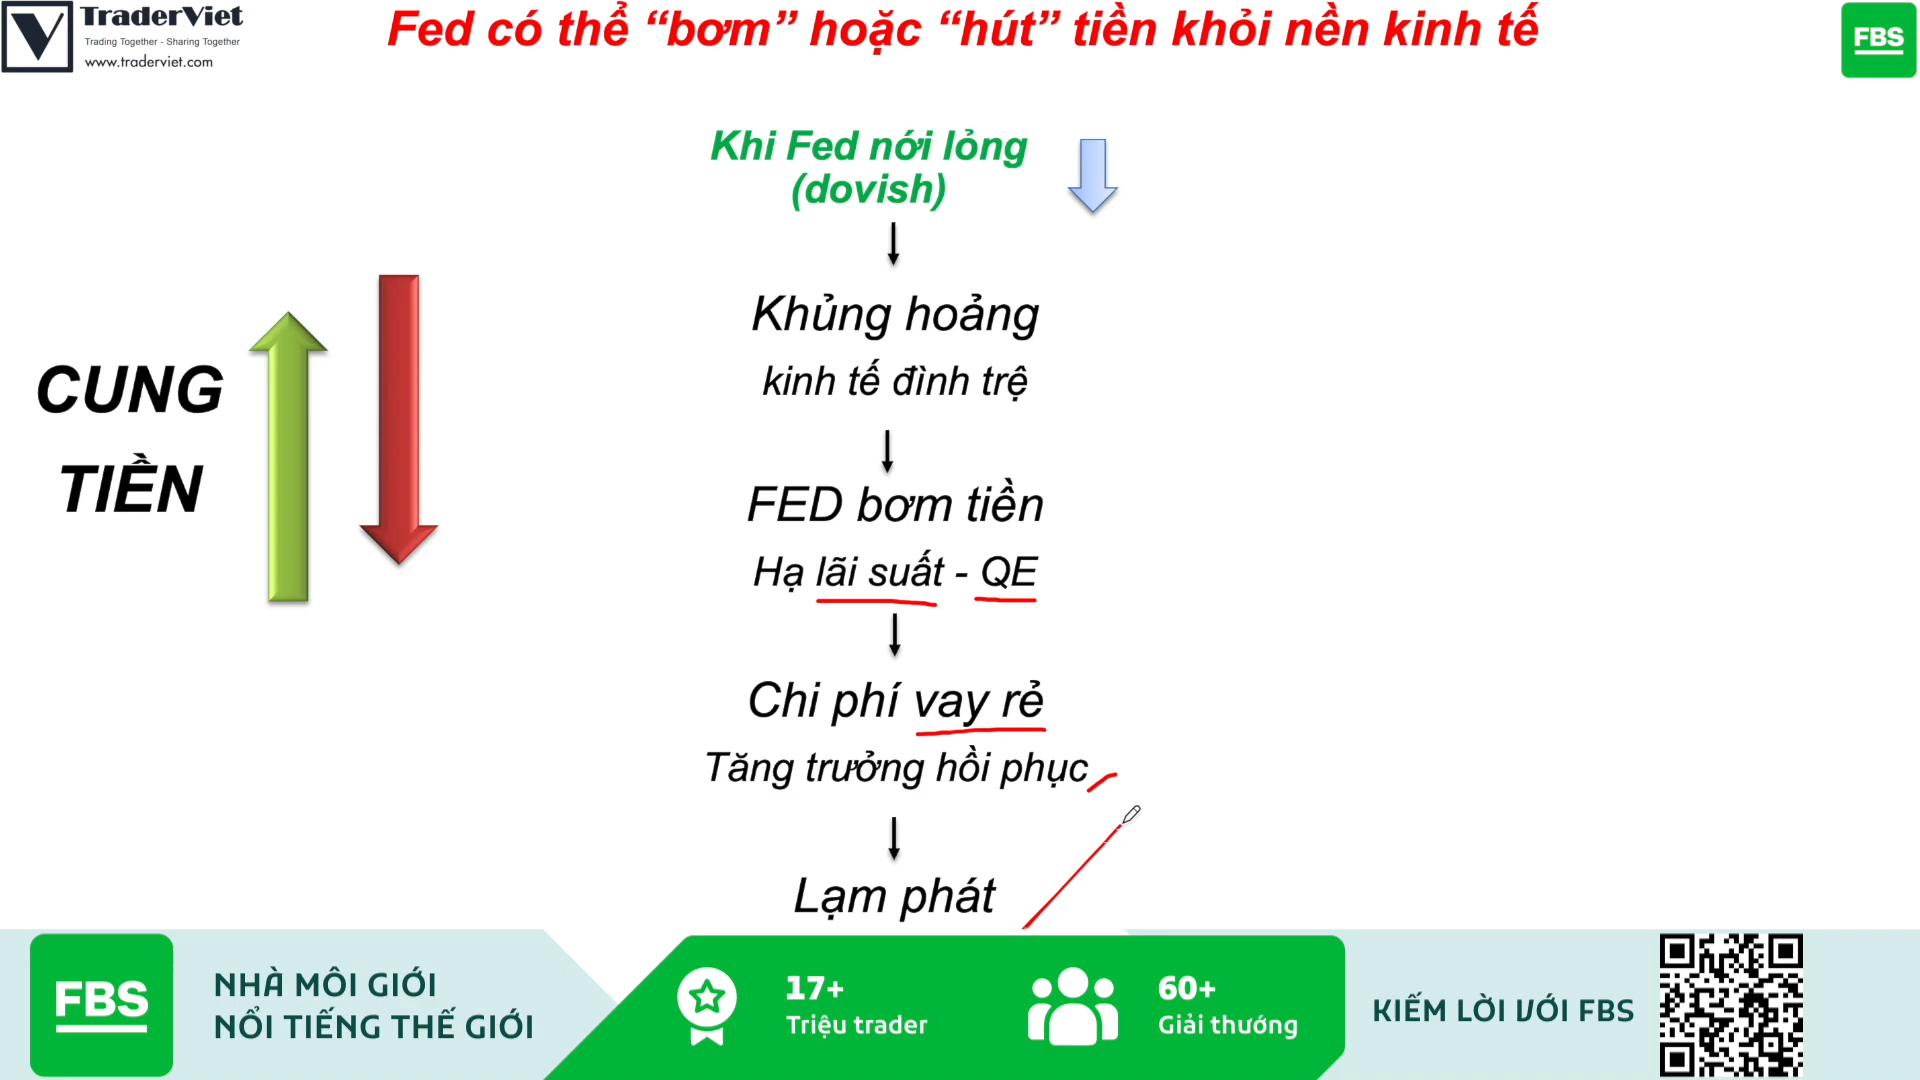 TraderViet
Trading Together - Sharing Together
www.traderviet.com
Fed có thể “bơm” hoặc “hút” tiền khỏi nền kinh tế
FBS
Khi Fed nới lỏng
(dovish)
Khủng hoảng
kinh tế đình trệ
CUNG
TIỀN
FED bơm tiền
Hạ lãi suất - QE
Chi phí vay rẻ
Tăng trưởng hồi phục
Lạm phát
FBS
NHÀ MÔI GIỚI
NỔI TIẾNG THẾ GIỚI
17+
Triệu trader
60+
Giải thướng
KIẾM LỜI VỚI FBS